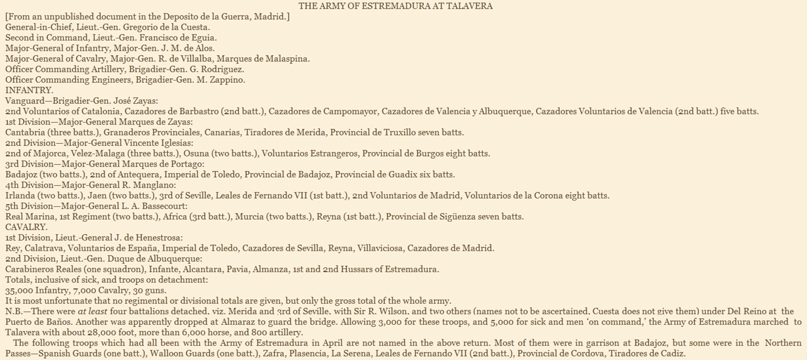 THE ARMY OF ESTREMADURA AT TALAVERA
[From an unpublished document in the Deposito de la Guerra, Madrid.]
General-in-Chief, Lieut.-Gen. Gregorio de la Cuesta.
Second in Command, Lieut.-Gen. Francisco de Eguia.
Major-General of Infantry, Major-Gen. J. M. de Alos.
Major-General of Cavalry, Major-Gen. R. de Villalba, Marques de Malaspina.
Officer Commanding Artillery, Brigadier-Gen. G. Rodriguez.
Officer Commanding Engineers, Brigadier-Gen. M. Zappino.
INFANTRY.
Vanguard—Brigadier-Gen. José Zayas:
2nd Voluntarios of Catalonia, Cazadores de Barbastro (2nd batt.), Cazadores de Campomayor, Cazadores de Valencia y Albuquerque, Cazadores Voluntarios de Valencia (2nd batt.) five batts.
1st Division—Major-General Marques de Zayas:
Cantabria (three batts.), Granaderos Provinciales, Canarias, Tiradores de Merida, Provincial de Truxillo seven batts.
2nd Division—Major-General Vincente Iglesias:
2nd of Majorca, Velez-Malaga (three batts.), Osuna (two batts.), Voluntarios Estrangeros, Provincial de Burgos eight batts.
3rd Division—Major-General Marques de Portago:
Badajoz (two batts.), 2nd of Antequera, Imperial de Toledo, Provincial de Badajoz, Provincial de Guadix six batts.
4th Division—Major-General R. Manglano:
Irlanda (two batts.), Jaen (two batts.), 3rd of Seville, Leales de Fernando VII (1st batt.), 2nd Voluntarios de Madrid, Voluntarios de la Corona eight batts.
5th Division—Major-General L. A. Bassecourt:
Real Marina, 1st Regiment (two batts.), Africa (3rd batt.), Murcia (two batts.), Reyna (1st batt.), Provincial de Sigüenza seven batts.
CAVALRY.
1st Division, Lieut.-General J. de Henestrosa:
Rey, Calatrava, Voluntarios de España, Imperial de Toledo, Cazadores de Sevilla, Reyna, Villaviciosa, Cazadores de Madrid.
2nd Division, Lieut.-Gen. Duque de Albuquerque:
Carabineros Reales (one squadron), Infante, Alcantara, Pavia, Almanza, 1st and 2nd Hussars of Estremadura.
Totals, inclusive of sick, and troops on detachment:
35,000 Infantry, 7,000 Cavalry, 30 guns.
It is most unfortunate that no regimental or divisional totals are given, but only the gross total of the whole army.
N.B.—There were at least four battalions detached, viz. Merida and 3rd of Seville, with Sir R. Wilson, and two others (names not to be ascertained. Cuesta does not give them) under Del Reino at the
Puerto de Baños. Another was apparently dropped at Almaraz to guard the bridge. Allowing 3,000 for these troops, and 5,000 for sick and men 'on command,' the Army of Estremadura marched to
Talavera with about 28,000 foot, more than 6,000 horse, and 800 artillery.
The following troops which had all been with the Army of Estremadura in April are not named in the above return. Most of them were in garrison at Badajoz, but some were in the Northern
Passes—Spanish Guards (one batt.), Walloon Guards (one batt.), Zafra, Plasencia, La Serena, Leales de Fernando VII (2nd batt.), Provincial de Cordova, Tiradores de Cadiz.